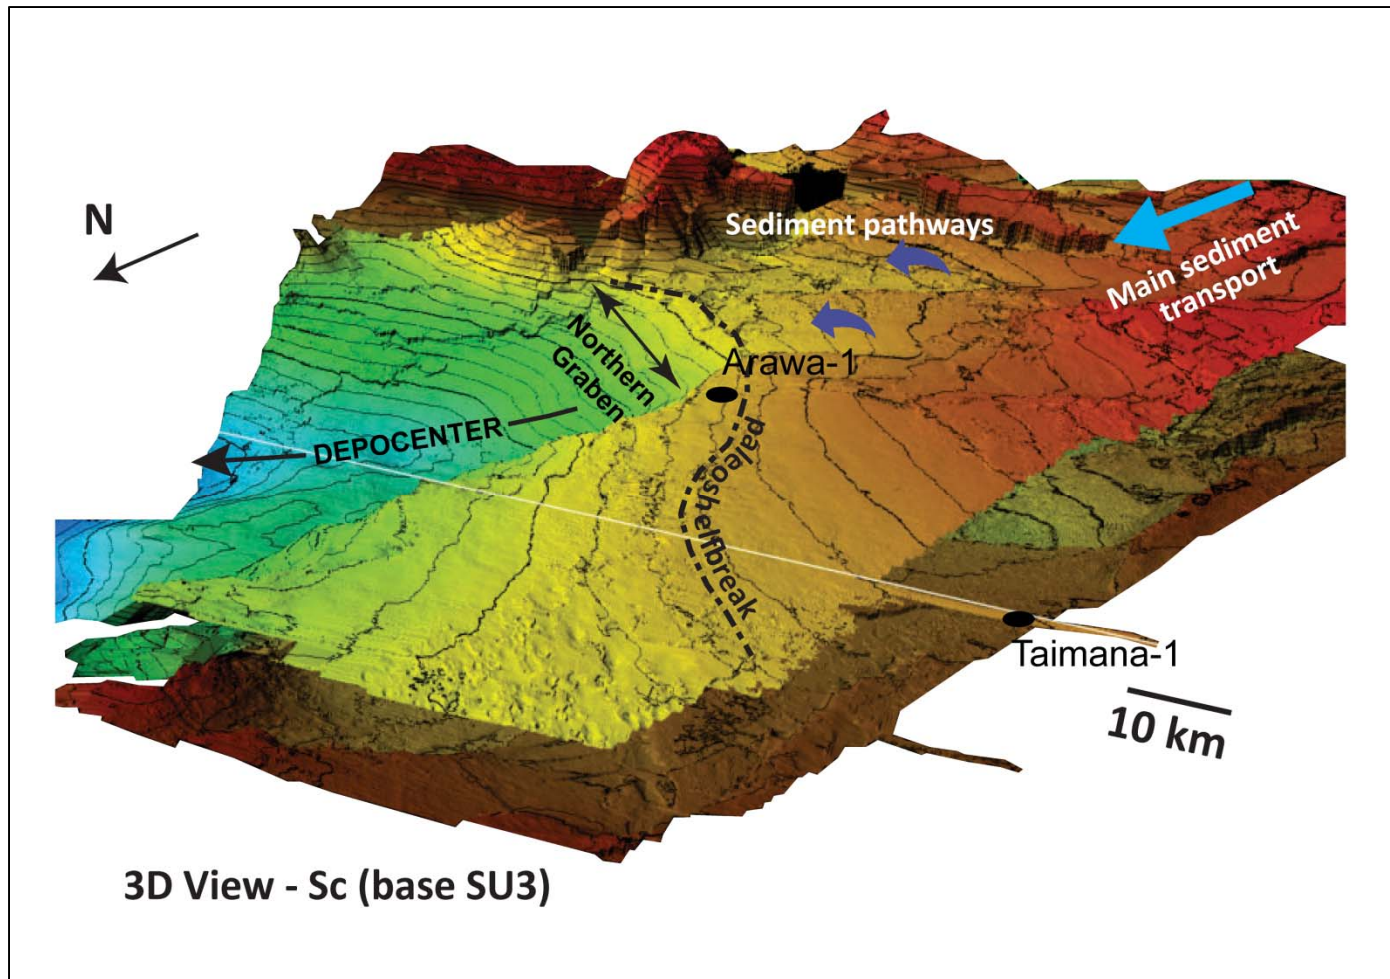 N
Sediment pathways
Main sediment
transport
Northern
Graben
Arawa-1
DEPOCENTER
paleoshelfbreak
Taimana-1
10 km
3D View - Sc (base SU3)